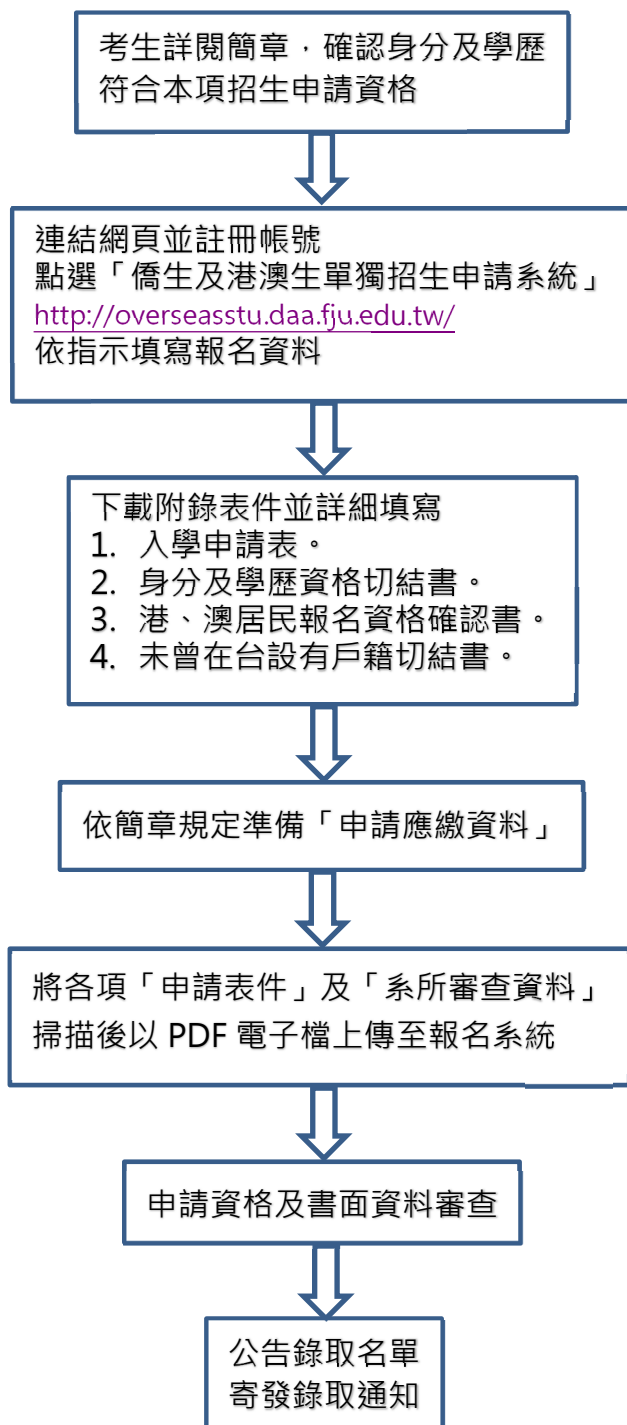 考生詳閱簡章，確認身分及學歷
符合本項招生申請資格
連結網頁並註冊帳號
點選「僑生及港澳生單獨招生申請系統」
http://overseasstu.daa.fju.edu.tw/
依指示填寫報名資料
下載附錄表件並詳細填寫
1. 入學申請表。
2. 身分及學歷資格切結書。
3. 港、澳居民報名資格確認書。
4. 未曾在台設有戶籍切結書。
依簡章規定準備「申請應繳資料」
將各項「申請表件」及「系所審查資料」
掃描後以 PDF 電子檔上傳至報名系統
申請資格及書面資料審查
公告錄取名單
寄發錄取通知